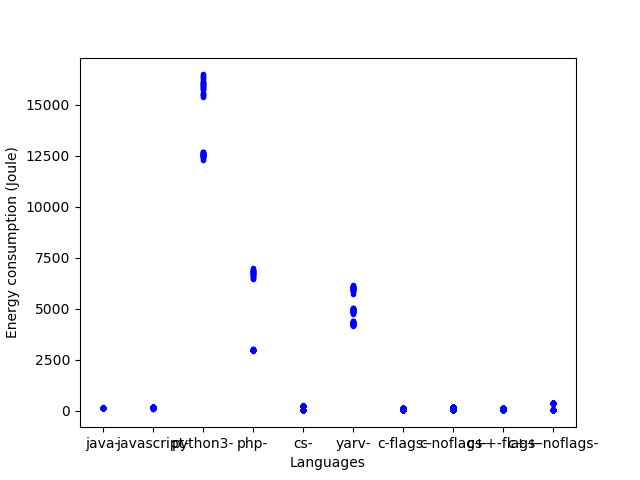 Energy consumption (Joule)
15000
12500
10000
7500
5000
2500
0
java- javascript- python3- php- cs- yarv- c-flags- c-noflags- c++-flags- c++-noflags-
Languages